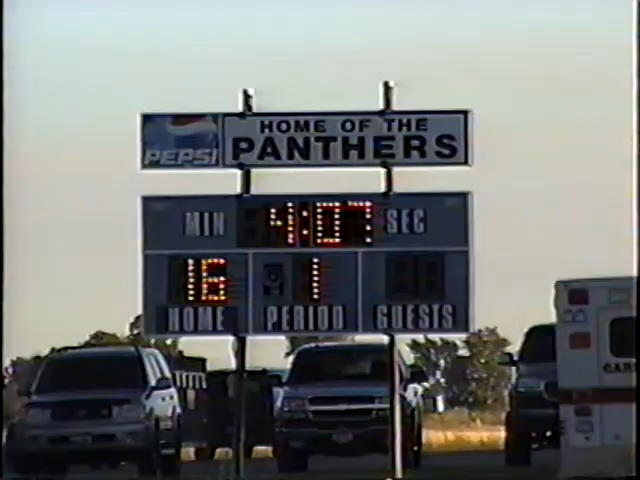 PEPSI
HOME OF THE
PANTHERS
MIN 4:07 SEC
16 1
HOME PERIOD GUESTS